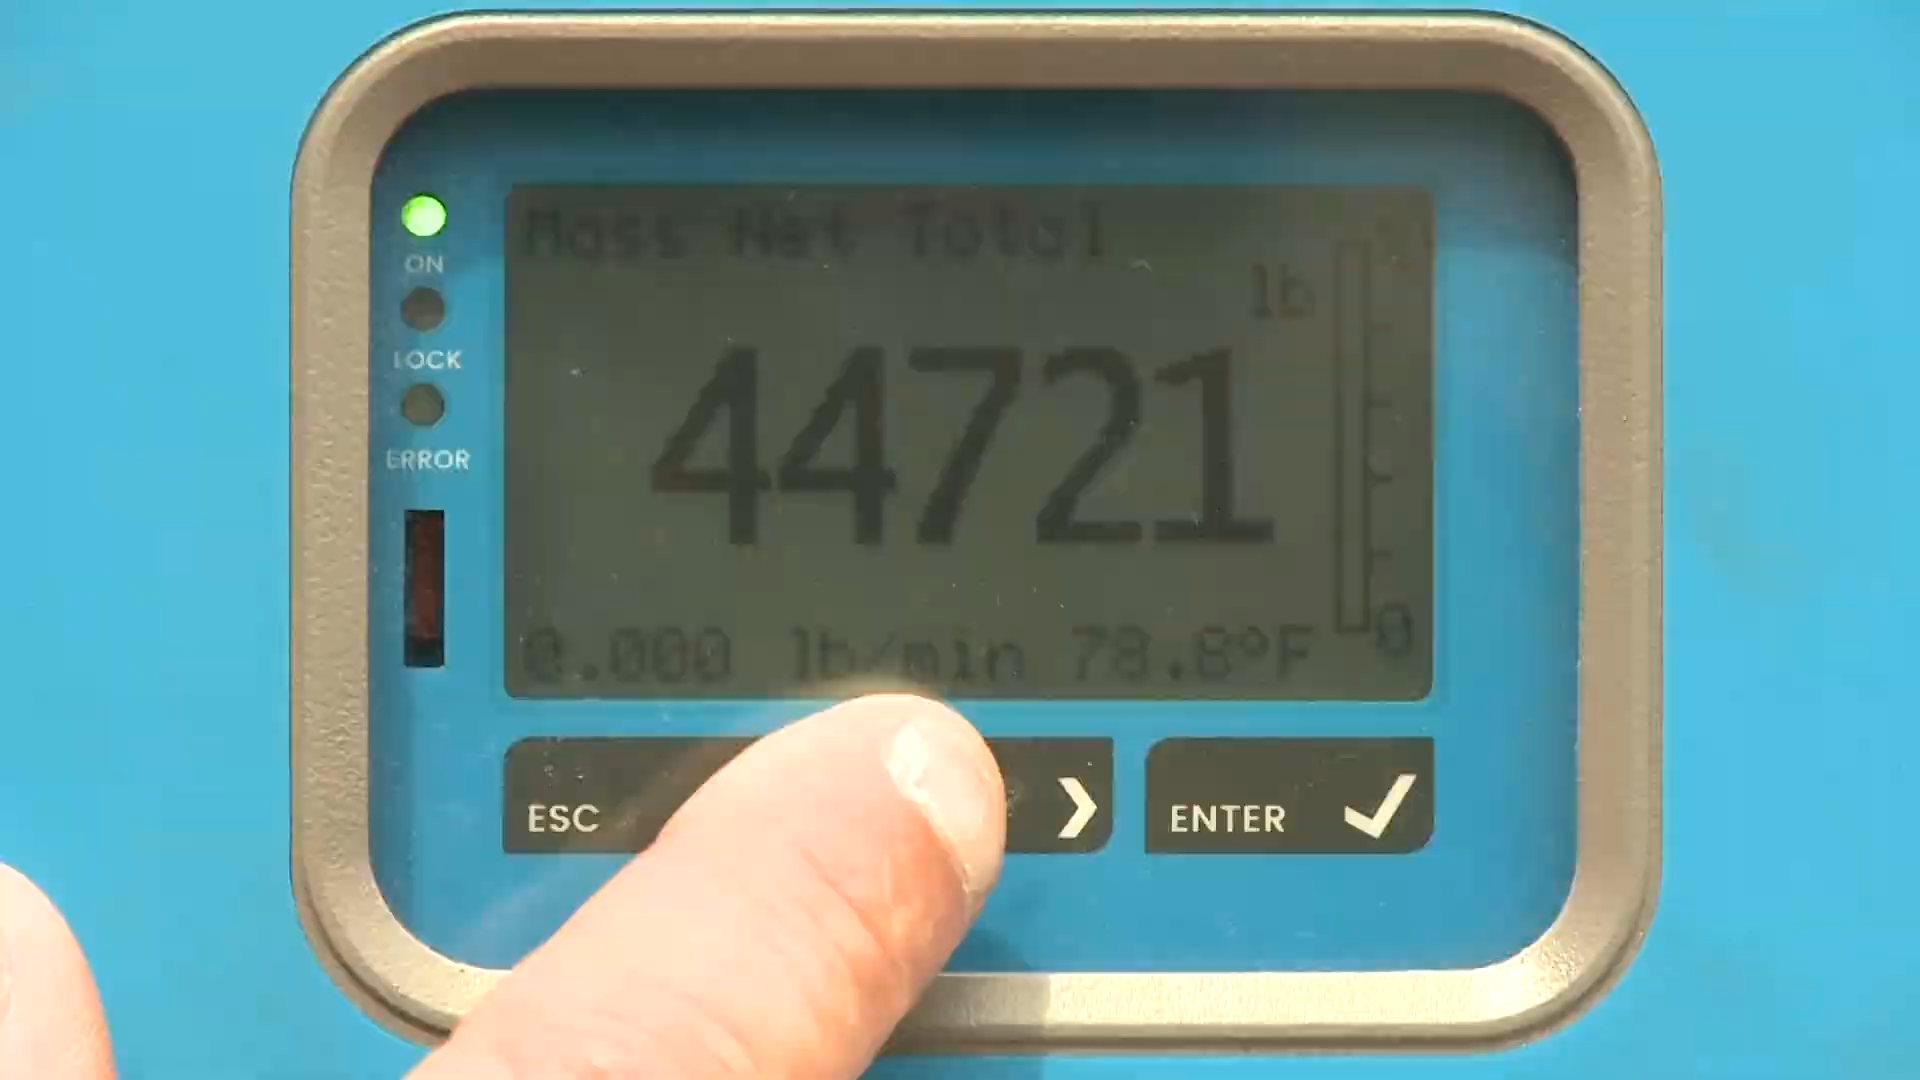 ON
LOCK
ERROR
Mass Net Total
lb
44721
0
0.000 lb/min 78.8°F
ESC
ENTER